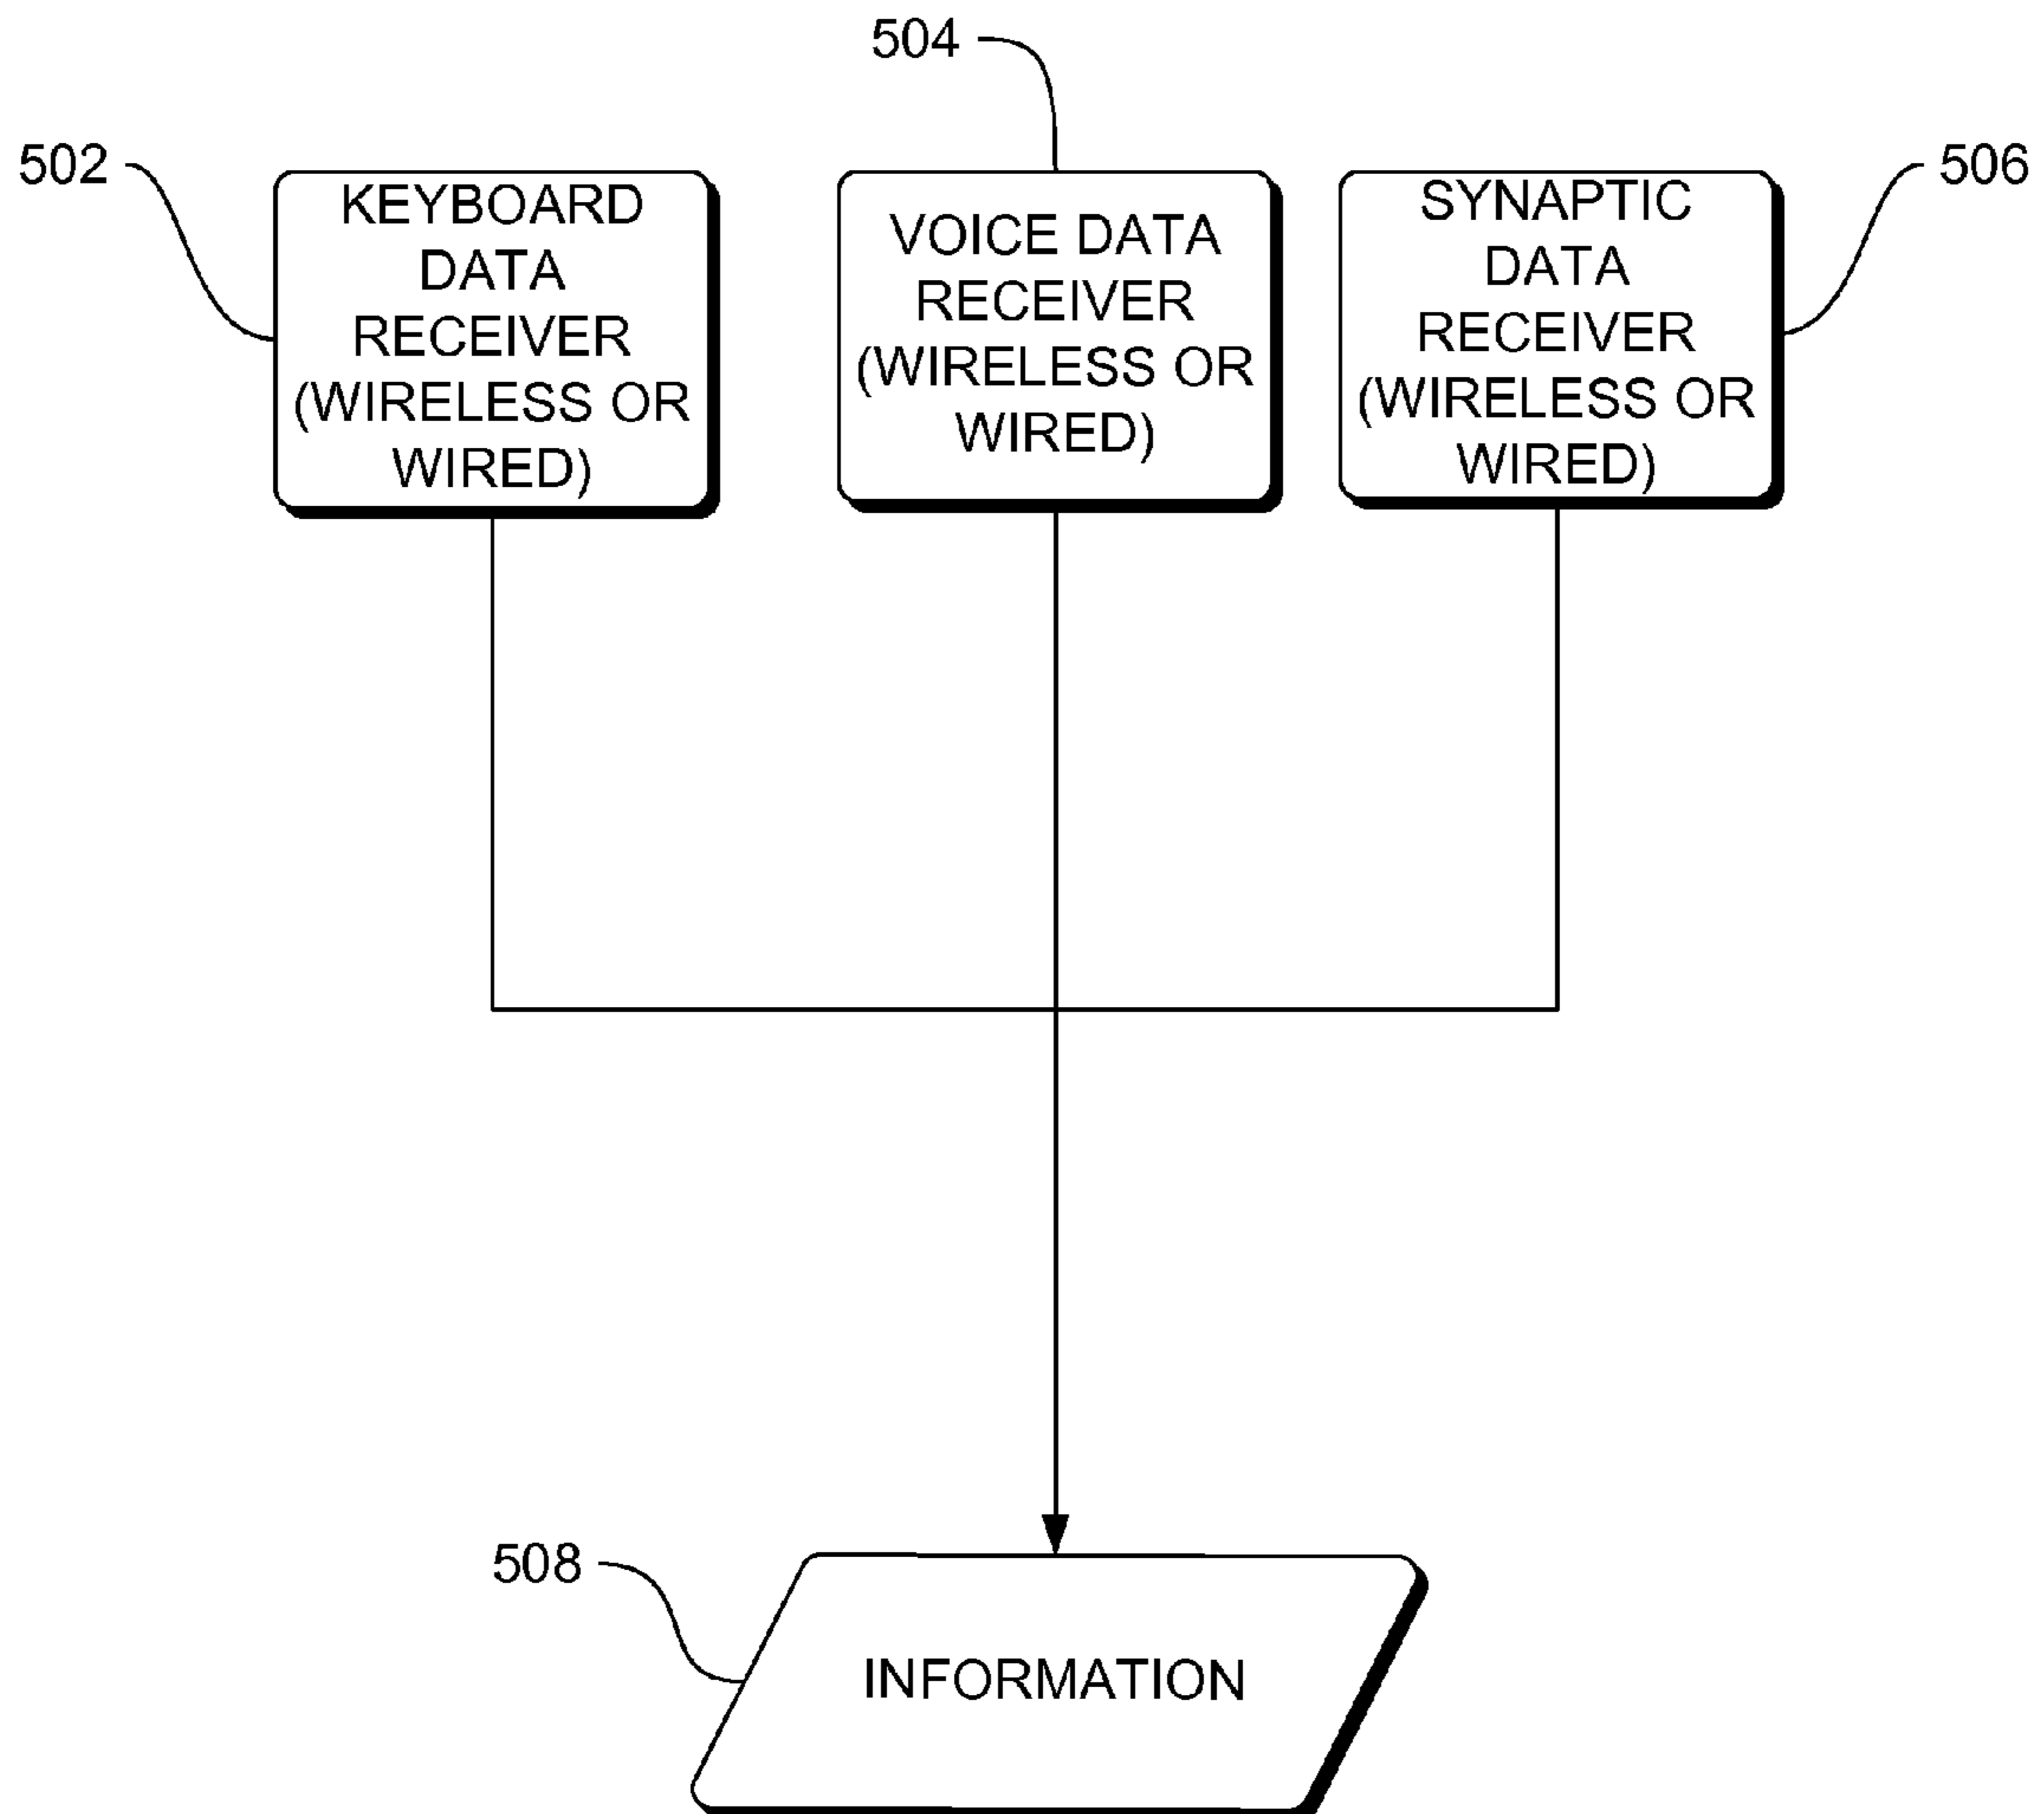 504
502
506
KEYBOARD
DATA
RECEIVER
(WIRELESS OR
WIRED)
VOICE DATA
RECEIVER
(WIRELESS OR
WIRED)
SYNAPTIC
DATA
RECEIVER
(WIRELESS OR
WIRED)
508
INFORMATION